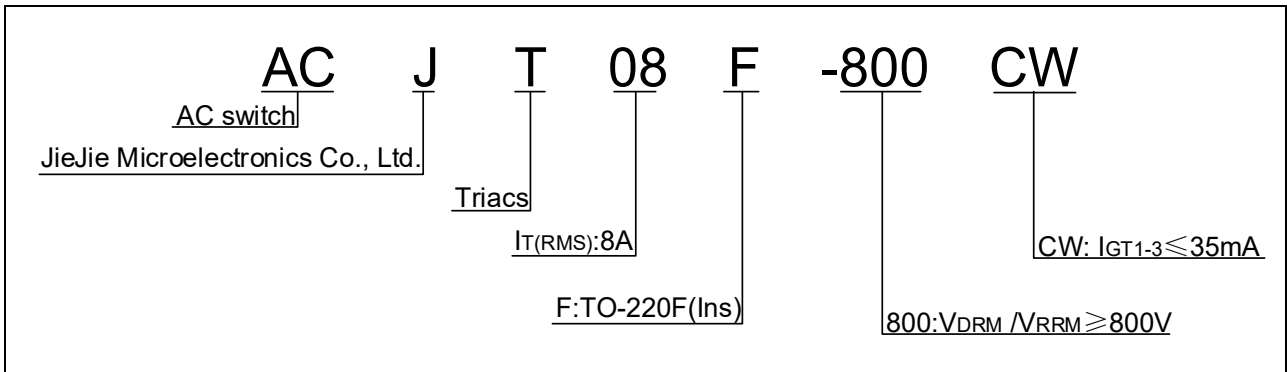 AC J T 08 F -800 CW
AC switch
JieJie Microelectronics Co., Ltd.
Triacs
IT(RMS):8A
CW: IGT1-3≤35mA
F:TO-220F(Ins)
800:VDRM /VRRM≥800V